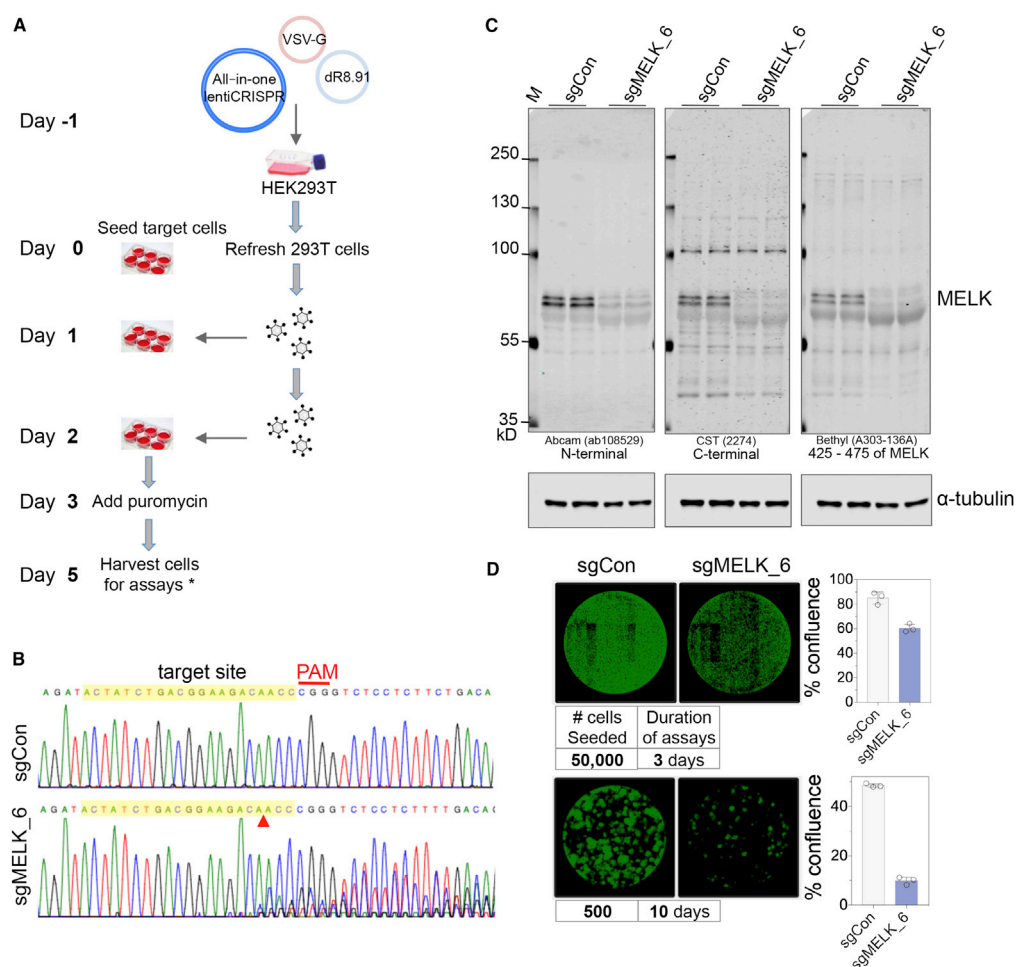 A
VSV-G
All-in-one
lentiCRISPR
dR8.91
Day -1
HEK293T
Seed target cells
Day 0
Refresh 293T cells
Day 1
Day 2
Day 3
Add puromycin
Day 5
Harvest cells
for assays *
B
target site
PAM
AGATACTATCTGACGGAAGACAACCCGGGTCTCCTCTTCTGACA
sgCon
AGATACTATCTGACGGAAGACAACCCGGGTCTCCTCTTTTGACA
sgMELK_6
C
M
sgCon
sgMELK_6
sgCon
sgMELK_6
sgCon
sgMELK_6
250
130
100
55
35
kD
MELK
Abcam (ab108529)
N-terminal
CST (2274)
C-terminal
Bethyl (A303-136A)
425 - 475 of MELK
α-tubulin
D
sgCon
sgMELK_6
# cells
Seeded
Duration
of assays
50,000
3 days
% confluence
100
80
60
40
20
0
sgCon
sgMELK_6
500
10 days
% confluence
40
20
0
sgCon
sgMELK_6